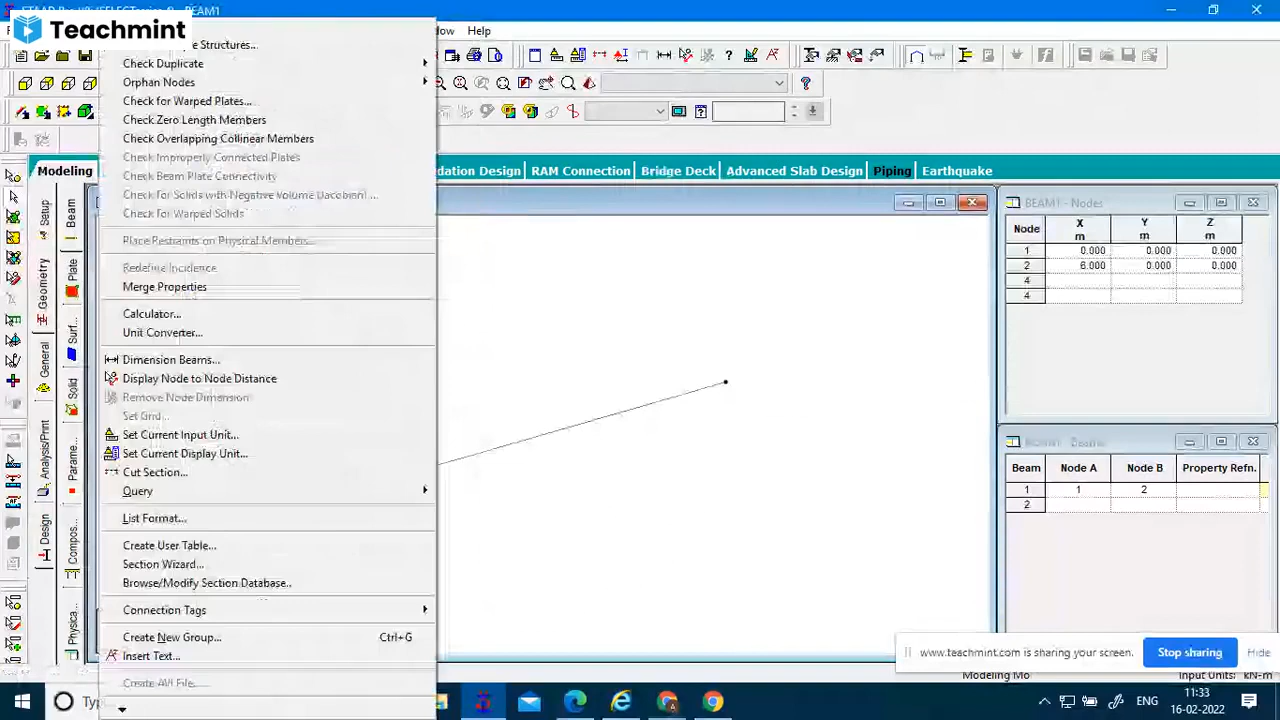 BEAM1
Teachmint
Structures...
Help
Check Duplicate
Orphan Nodes
Check for Warped Plates...
Check Zero Length Members
Check Overlapping Collinear Members
Check Improperly Connected Plates
Check Beam Plate Connectivity
Check For Solids with Negative Volume (Jacobian)...
Check For Warped Solids
Place Restraints on Physical Members...
Redefine Incidence
Merge Properties
Calculator...
Unit Converter...
Dimension Beams...
Display Node to Node Distance
Remove Node Dimension
Set Grid...
Set Current Input Unit...
Set Current Display Unit...
Cut Section...
Query
List Format...
Create User Table...
Section Wizard...
Browse/Modify Section Database..
Connection Tags
Create New Group... Ctrl+G
Insert Text...
Create AVI File...
Modeling
dation Design RAM Connection Bridge Deck Advanced Slab Design Piping Earthquake
Setup
Geometry
General
Analysis/Print
Design
Beam
Plate
Surf...
Solid
Parame...
Compos...
Physica...
BEAM1 - Nodes
Node X m Y m Z m
1 0.000 0.000 0.000
2 6.000 0.000 0.000
4
4
BEAM1 - Beams
Beam Node A Node B Property Refn.
1 1 2
2
www.teachmint.com is sharing your screen. Stop sharing Hide
Modeling Mo Input Units: kN-m
Typ
ENG
11:33
16-02-2022